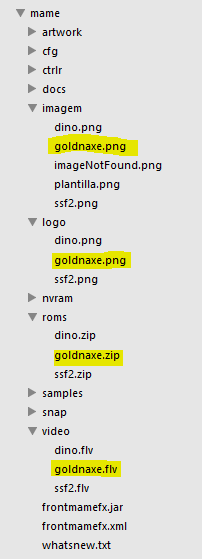 mame
artwork
cfg
ctrlr
docs
imagem
dino.png
goldnaxe.png
imageNotFound.png
plantilla.png
ssf2.png
logo
dino.png
goldnaxe.png
ssf2.png
nvram
roms
dino.zip
goldnaxe.zip
ssf2.zip
samples
snap
video
dino.flv
goldnaxe.flv
ssf2.flv
frontmamefx.jar
frontmamefx.xml
whatsnew.txt